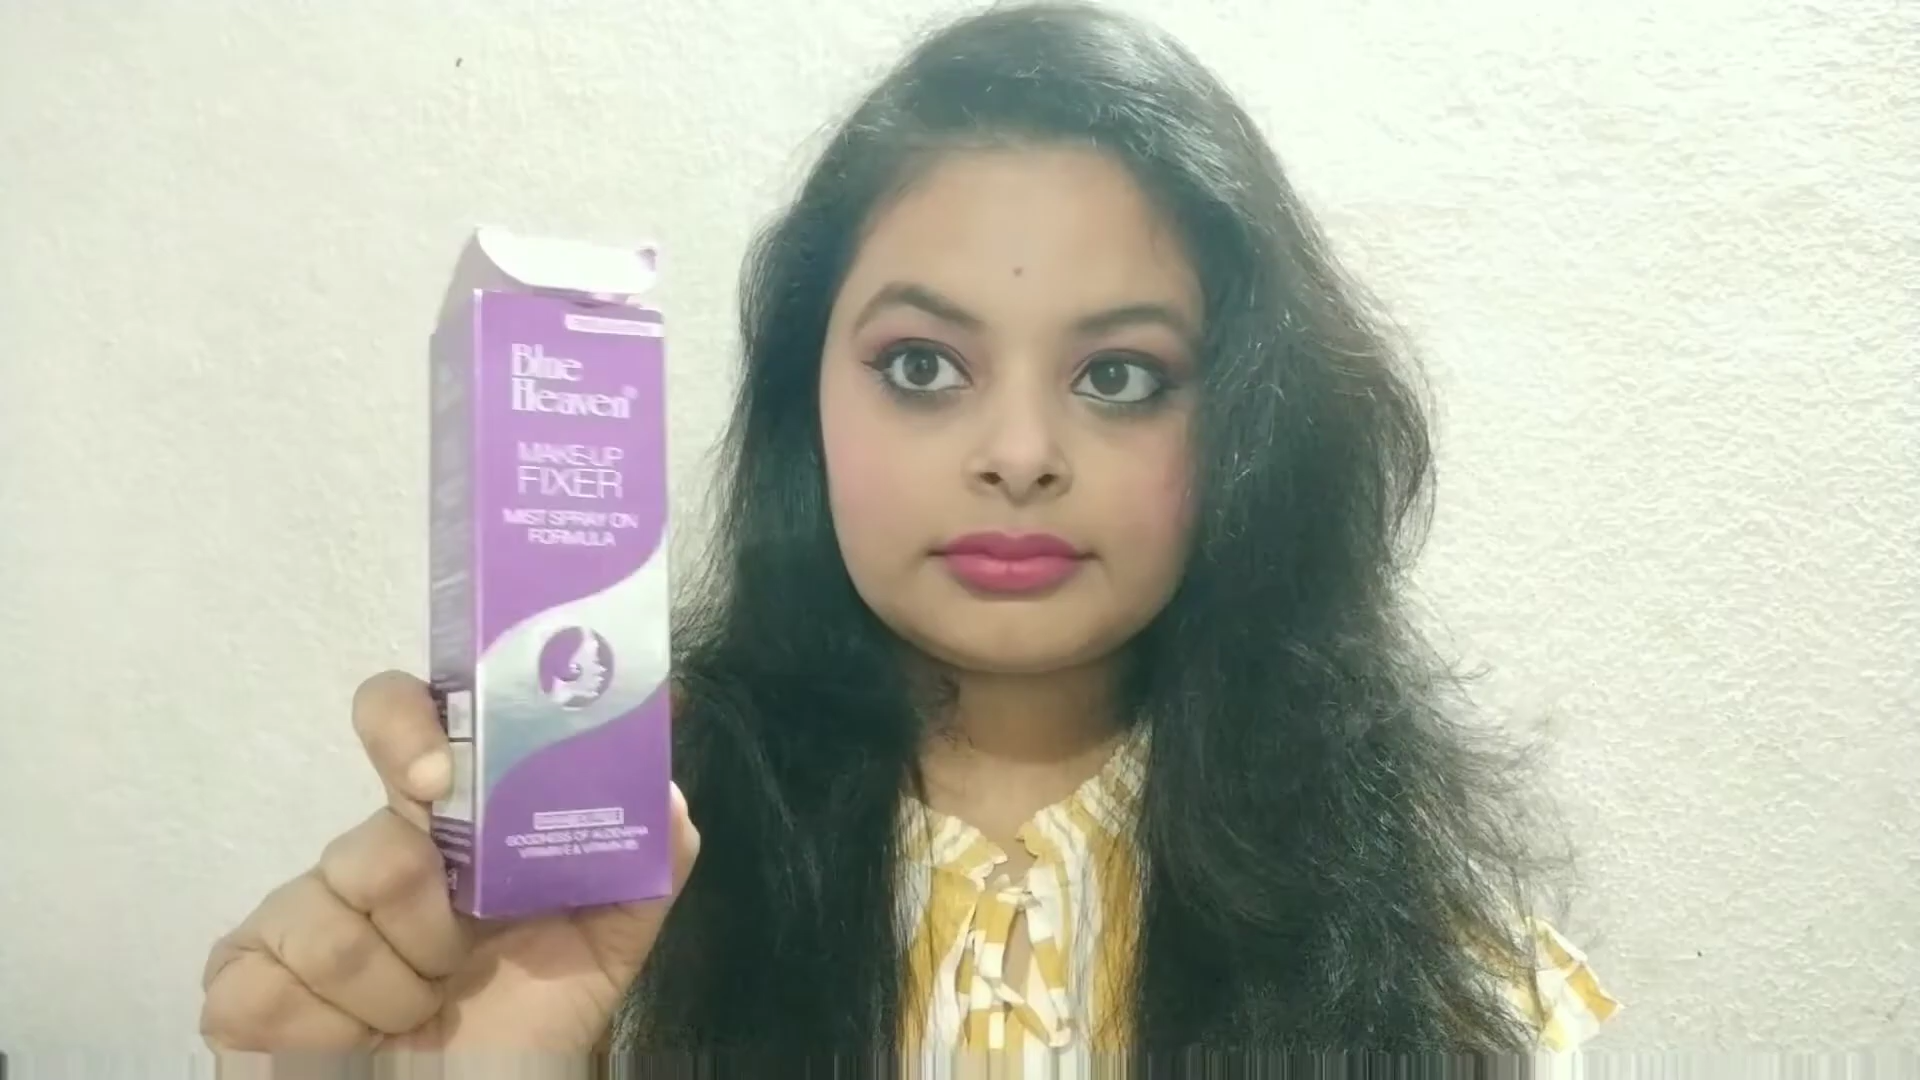 Blue
Heaven®
MAKE-UP
FIXER
MIST SPRAY ON
FORMULA
GOODNESS OF ALOEVERA
VITAMIN E & VITAMIN B5